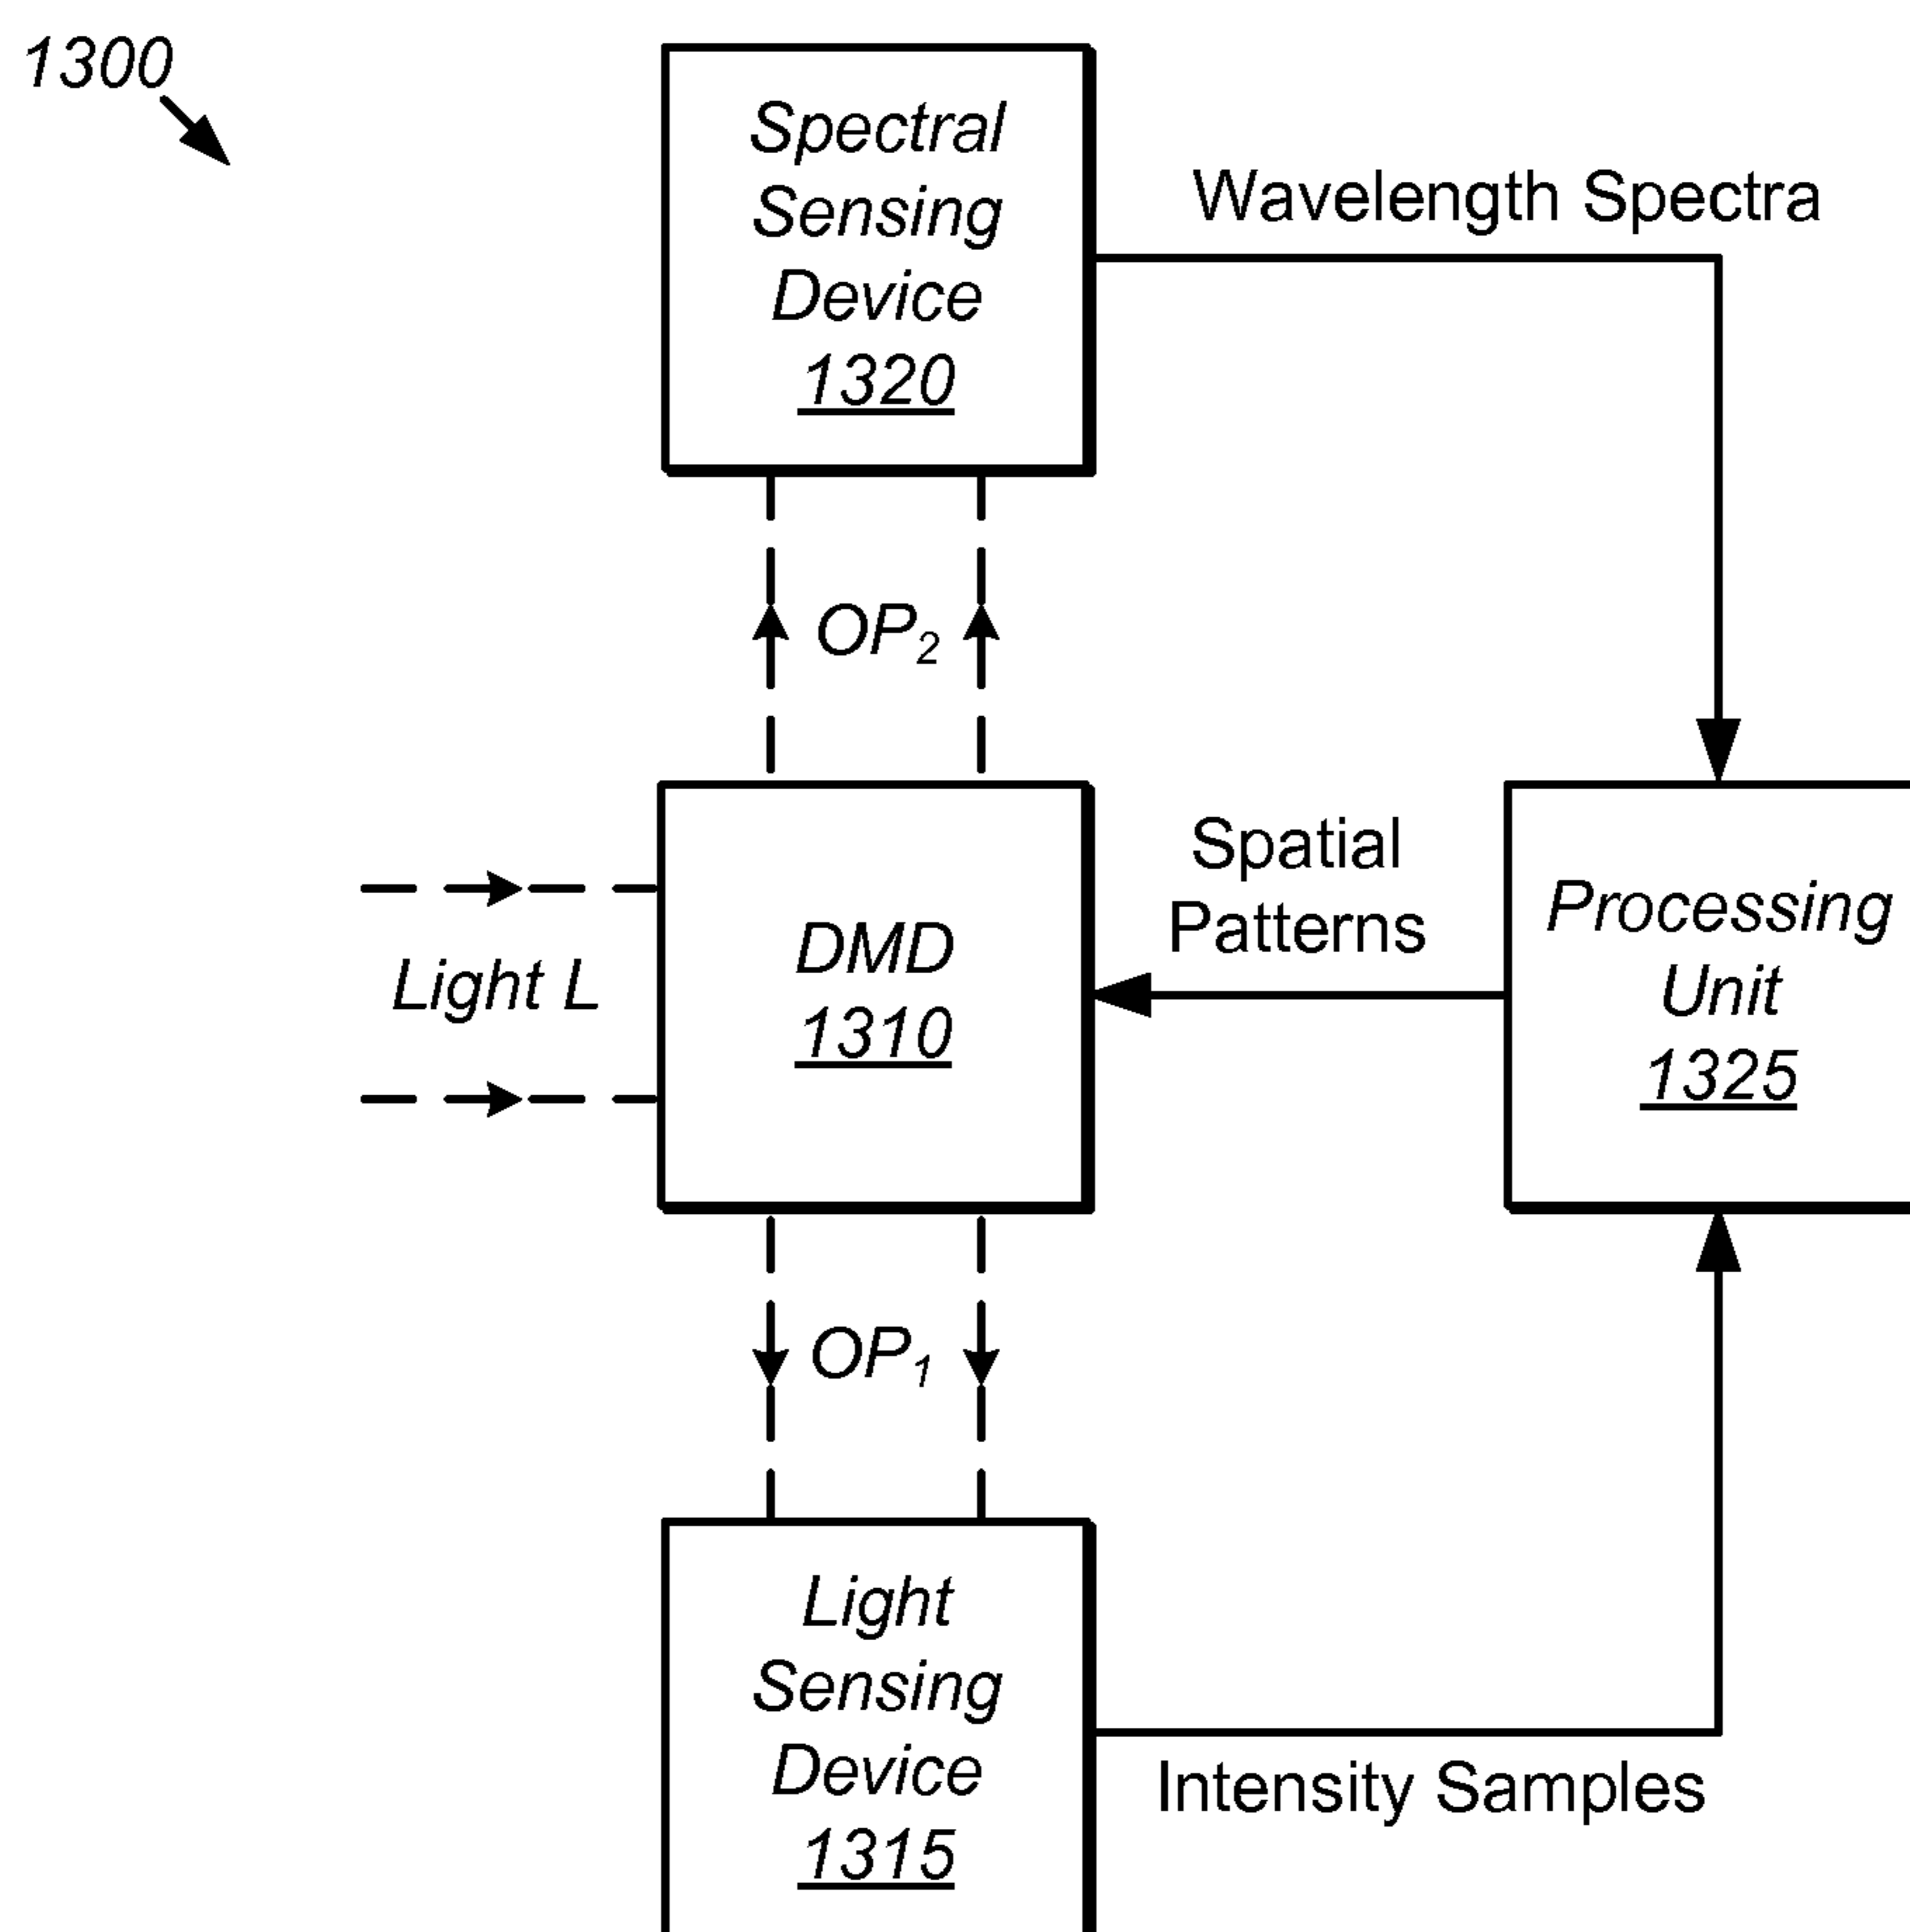 1300
Spectral
Sensing
Device
1320
Wavelength Spectra
OP2
Spatial
Patterns
Light L
DMD
1310
Processing
Unit
1325
OP1
Light
Sensing
Device
1315
Intensity Samples